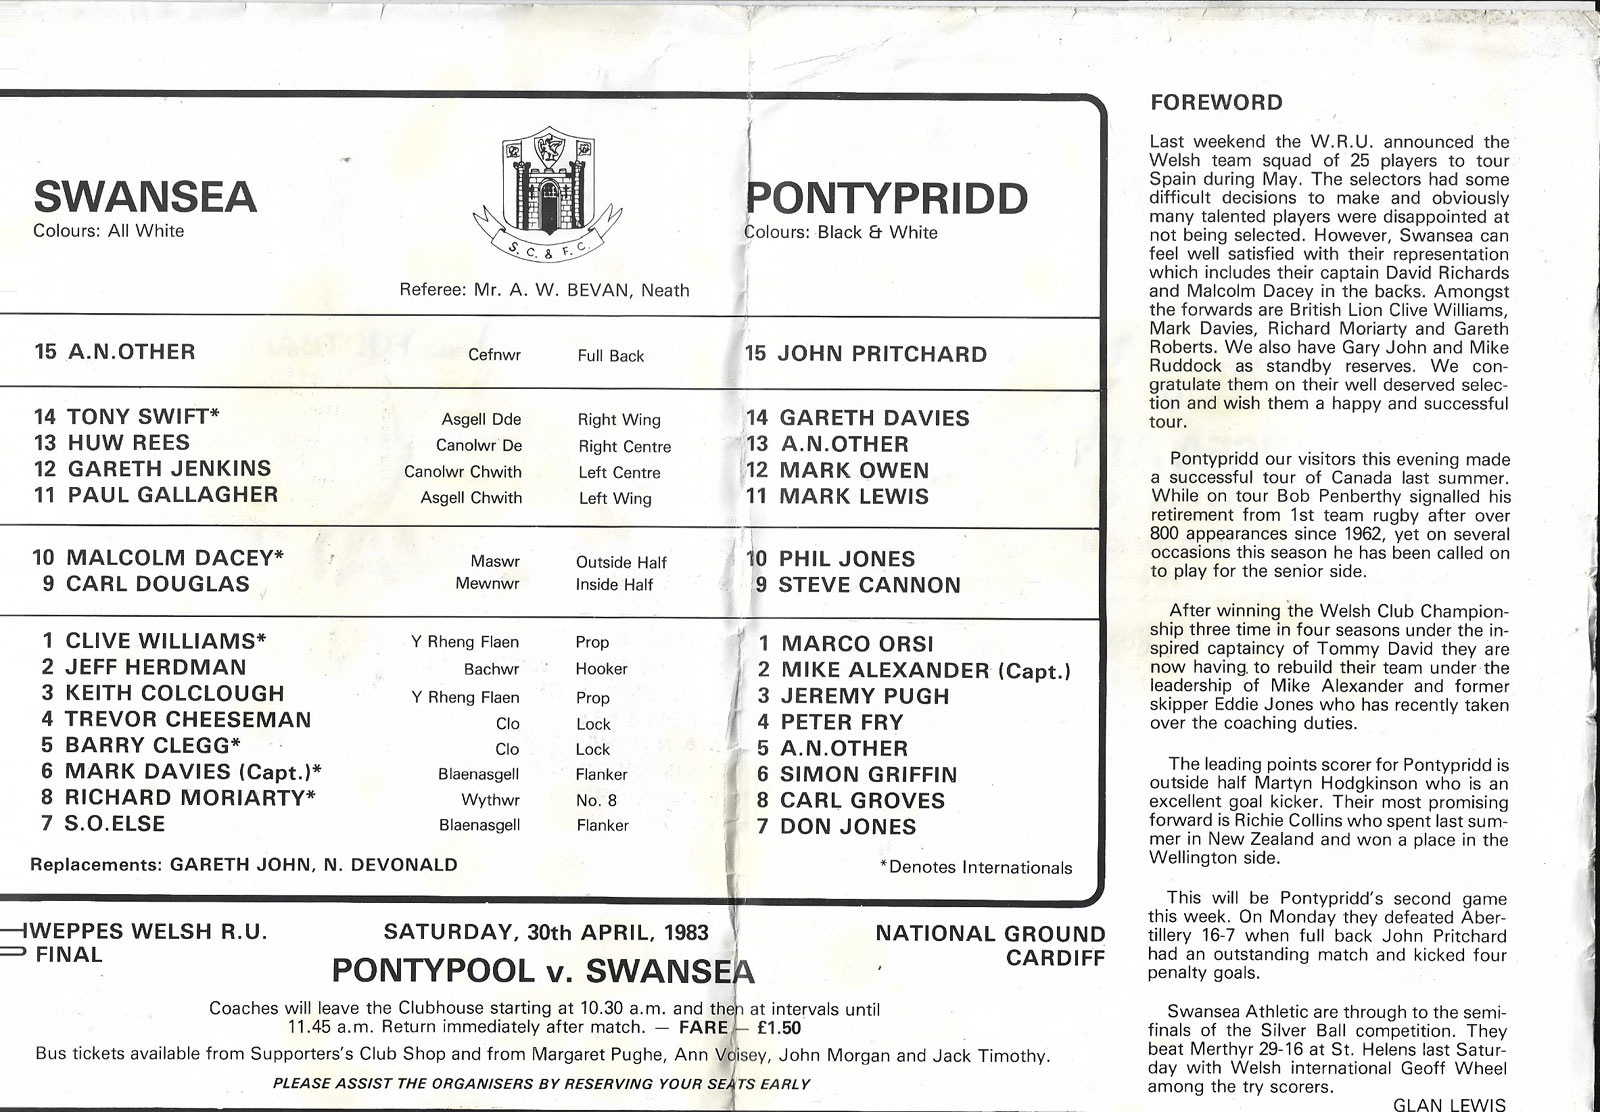 SWANSEA
Colours: All White
S. C. & F. C.
PONTYPRIDD
Colours: Black & White
Referee: Mr. A. W. BEVAN, Neath
15 A.N.OTHER Cefnwr Full Back 15 JOHN PRITCHARD
14 TONY SWIFT* Asgell Dde Right Wing 14 GARETH DAVIES
13 HUW REES Canolwr De Right Centre 13 A.N.OTHER
12 GARETH JENKINS Canolwr Chwith Left Centre 12 MARK OWEN
11 PAUL GALLAGHER Asgell Chwith Left Wing 11 MARK LEWIS
10 MALCOLM DACEY* Maswr Outside Half 10 PHIL JONES
9 CARL DOUGLAS Mewnwr Inside Half 9 STEVE CANNON
1 CLIVE WILLIAMS* Y Rheng Flaen Prop 1 MARCO ORSI
2 JEFF HERDMAN Bachwr Hooker 2 MIKE ALEXANDER (Capt.)
3 KEITH COLCLOUGH Y Rheng Flaen Prop 3 JEREMY PUGH
4 TREVOR CHEESEMAN Clo Lock 4 PETER FRY
5 BARRY CLEGG* Clo Lock 5 A.N.OTHER
6 MARK DAVIES (Capt.)* Blaenasgell Flanker 6 SIMON GRIFFIN
8 RICHARD MORIARTY* Wythwr No. 8 8 CARL GROVES
7 S.O.ELSE Blaenasgell Flanker 7 DON JONES
Replacements: GARETH JOHN, N. DEVONALD *Denotes Internationals
HWEPPES WELSH R.U. SATURDAY, 30th APRIL, 1983 NATIONAL GROUND
P FINAL PONTYPOOL v. SWANSEA CARDIFF
Coaches will leave the Clubhouse starting at 10.30 a.m. and then at intervals until
11.45 a.m. Return immediately after match. — FARE — £1.50
Bus tickets available from Supporters's Club Shop and from Margaret Pughe, Ann Voisey, John Morgan and Jack Timothy.
PLEASE ASSIST THE ORGANISERS BY RESERVING YOUR SEATS EARLY
FOREWORD
Last weekend the W.R.U. announced the
Welsh team squad of 25 players to tour
Spain during May. The selectors had some
difficult decisions to make and obviously
many talented players were disappointed at
not being selected. However, Swansea can
feel well satisfied with their representation
which includes their captain David Richards
and Malcolm Dacey in the backs. Amongst
the forwards are British Lion Clive Williams,
Mark Davies, Richard Moriarty and Gareth
Roberts. We also have Gary John and Mike
Ruddock as standby reserves. We con-
gratulate them on their well deserved selec-
tion and wish them a happy and successful
tour.
Pontypridd our visitors this evening made
a successful tour of Canada last summer.
While on tour Bob Penberthy signalled his
retirement from 1st team rugby after over
800 appearances since 1962, yet on several
occasions this season he has been called on
to play for the senior side.
After winning the Welsh Club Champion-
ship three time in four seasons under the in-
spired captaincy of Tommy David they are
now having to rebuild their team under the
leadership of Mike Alexander and former
skipper Eddie Jones who has recently taken
over the coaching duties.
The leading points scorer for Pontypridd is
outside half Martyn Hodgkinson who is an
excellent goal kicker. Their most promising
forward is Richie Collins who spent last sum-
mer in New Zealand and won a place in the
Wellington side.
This will be Pontypridd's second game
this week. On Monday they defeated Aber-
tillery 16-7 when full back John Pritchard
had an outstanding match and kicked four
penalty goals.
Swansea Athletic are through to the semi-
finals of the Silver Ball competition. They
beat Merthyr 29-16 at St. Helens last Satur-
day with Welsh international Geoff Wheel
among the try scorers.
GLAN LEWIS